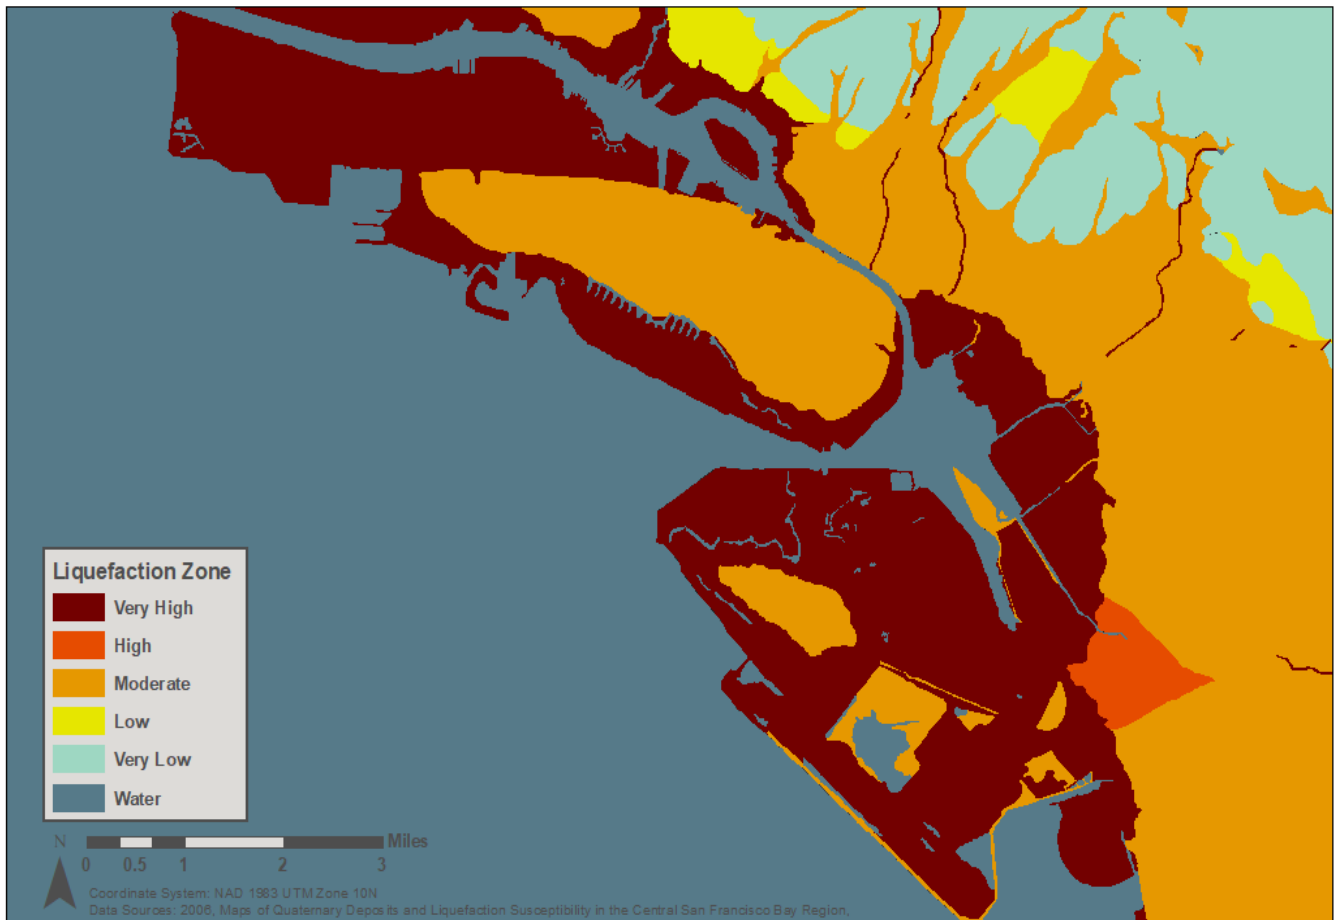 Liquefaction Zone
Very High
High
Moderate
Low
Very Low
Water
N
Miles
0 0.5 1 2 3
Coordinate System: NAD 1983 UTM Zone 10N
Data Sources: 2006, Maps of Quaternary Deposits and Liquefaction Susceptibility in the Central San Francisco Bay Region,